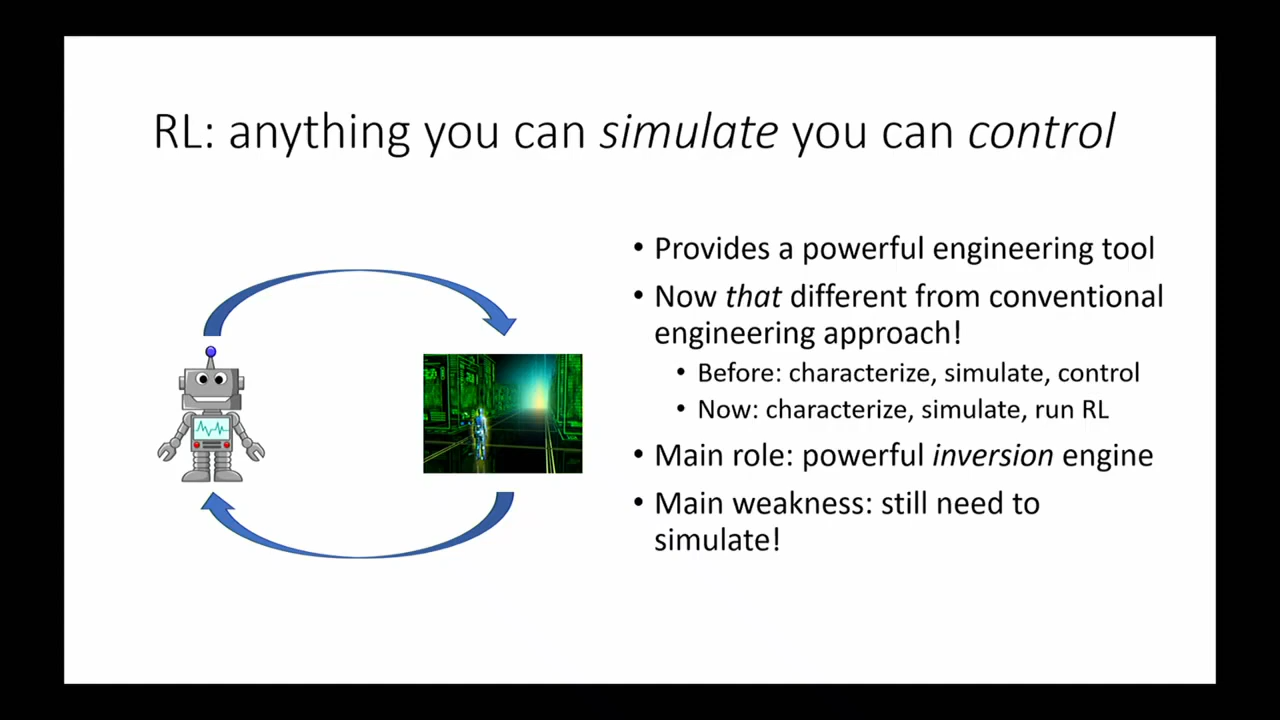 RL: anything you can simulate you can control
• Provides a powerful engineering tool
• Now that different from conventional
engineering approach!
• Before: characterize, simulate, control
• Now: characterize, simulate, run RL
• Main role: powerful inversion engine
• Main weakness: still need to
simulate!